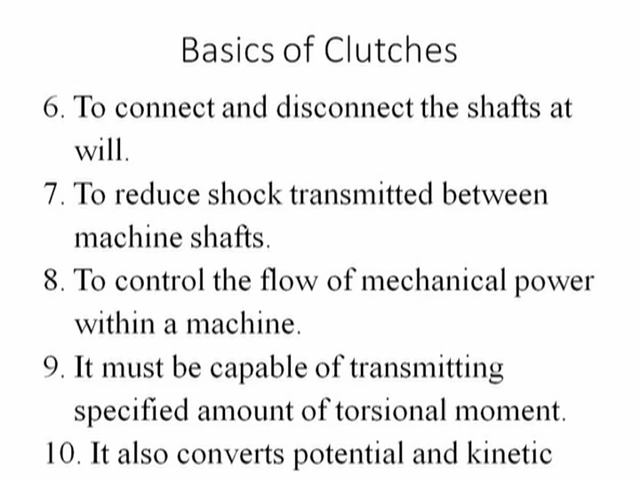 Basics of Clutches
6. To connect and disconnect the shafts at
will.
7. To reduce shock transmitted between
machine shafts.
8. To control the flow of mechanical power
within a machine.
9. It must be capable of transmitting
specified amount of torsional moment.
10. It also converts potential and kinetic